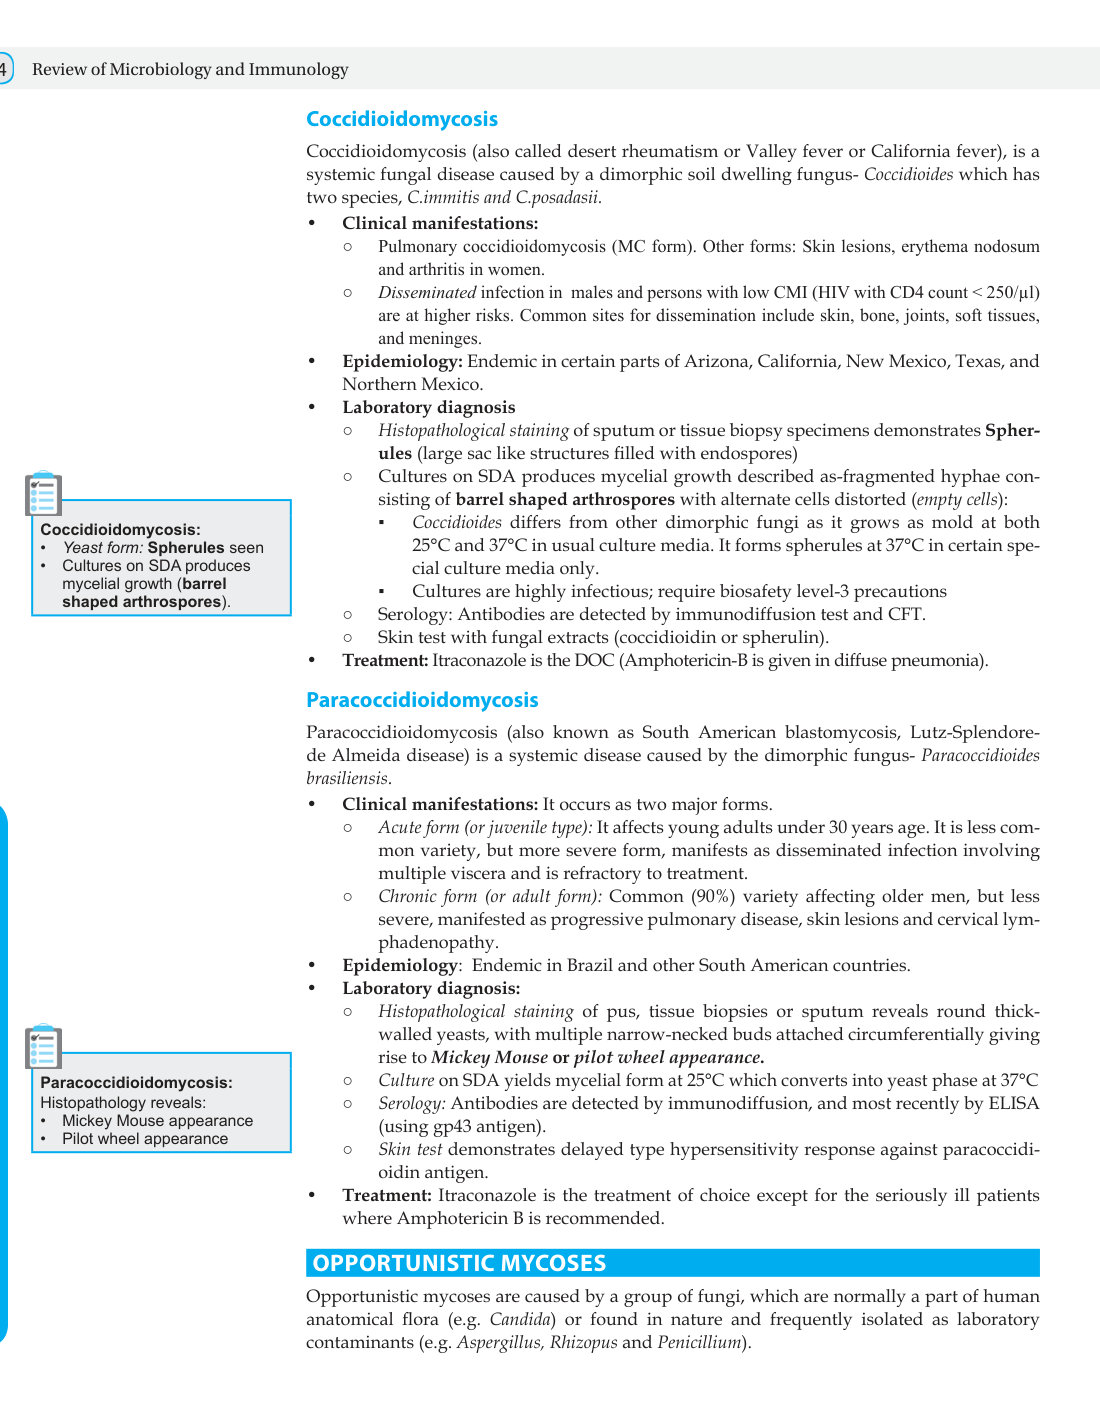 4 Review of Microbiology and Immunology
Coccidioidomycosis
Coccidioidomycosis (also called desert rheumatism or Valley fever or California fever), is a
systemic fungal disease caused by a dimorphic soil dwelling fungus- Coccidioides which has
two species, C.immitis and C.posadasii.
• Clinical manifestations:
○ Pulmonary coccidioidomycosis (MC form). Other forms: Skin lesions, erythema nodosum
and arthritis in women.
○ Disseminated infection in males and persons with low CMI (HIV with CD4 count < 250/µl)
are at higher risks. Common sites for dissemination include skin, bone, joints, soft tissues,
and meninges.
• Epidemiology: Endemic in certain parts of Arizona, California, New Mexico, Texas, and
Northern Mexico.
• Laboratory diagnosis
○ Histopathological staining of sputum or tissue biopsy specimens demonstrates Spher-
ules (large sac like structures filled with endospores)
○ Cultures on SDA produces mycelial growth described as-fragmented hyphae con-
sisting of barrel shaped arthrospores with alternate cells distorted (empty cells):
▪ Coccidioides differs from other dimorphic fungi as it grows as mold at both
25°C and 37°C in usual culture media. It forms spherules at 37°C in certain spe-
cial culture media only.
▪ Cultures are highly infectious; require biosafety level-3 precautions
○ Serology: Antibodies are detected by immunodiffusion test and CFT.
○ Skin test with fungal extracts (coccidioidin or spherulin).
• Treatment: Itraconazole is the DOC (Amphotericin-B is given in diffuse pneumonia).
Coccidioidomycosis:
• Yeast form: Spherules seen
• Cultures on SDA produces
mycelial growth (barrel
shaped arthrospores).
Paracoccidioidomycosis
Paracoccidioidomycosis (also known as South American blastomycosis, Lutz-Splendore-
de Almeida disease) is a systemic disease caused by the dimorphic fungus- Paracoccidioides
brasiliensis.
• Clinical manifestations: It occurs as two major forms.
○ Acute form (or juvenile type): It affects young adults under 30 years age. It is less com-
mon variety, but more severe form, manifests as disseminated infection involving
multiple viscera and is refractory to treatment.
○ Chronic form (or adult form): Common (90%) variety affecting older men, but less
severe, manifested as progressive pulmonary disease, skin lesions and cervical lym-
phadenopathy.
• Epidemiology: Endemic in Brazil and other South American countries.
• Laboratory diagnosis:
○ Histopathological staining of pus, tissue biopsies or sputum reveals round thick-
walled yeasts, with multiple narrow-necked buds attached circumferentially giving
rise to Mickey Mouse or pilot wheel appearance.
○ Culture on SDA yields mycelial form at 25°C which converts into yeast phase at 37°C
○ Serology: Antibodies are detected by immunodiffusion, and most recently by ELISA
(using gp43 antigen).
○ Skin test demonstrates delayed type hypersensitivity response against paracoccidi-
oidin antigen.
• Treatment: Itraconazole is the treatment of choice except for the seriously ill patients
where Amphotericin B is recommended.
Paracoccidioidomycosis:
Histopathology reveals:
• Mickey Mouse appearance
• Pilot wheel appearance
OPPORTUNISTIC MYCOSES
Opportunistic mycoses are caused by a group of fungi, which are normally a part of human
anatomical flora (e.g. Candida) or found in nature and frequently isolated as laboratory
contaminants (e.g. Aspergillus, Rhizopus and Penicillium).